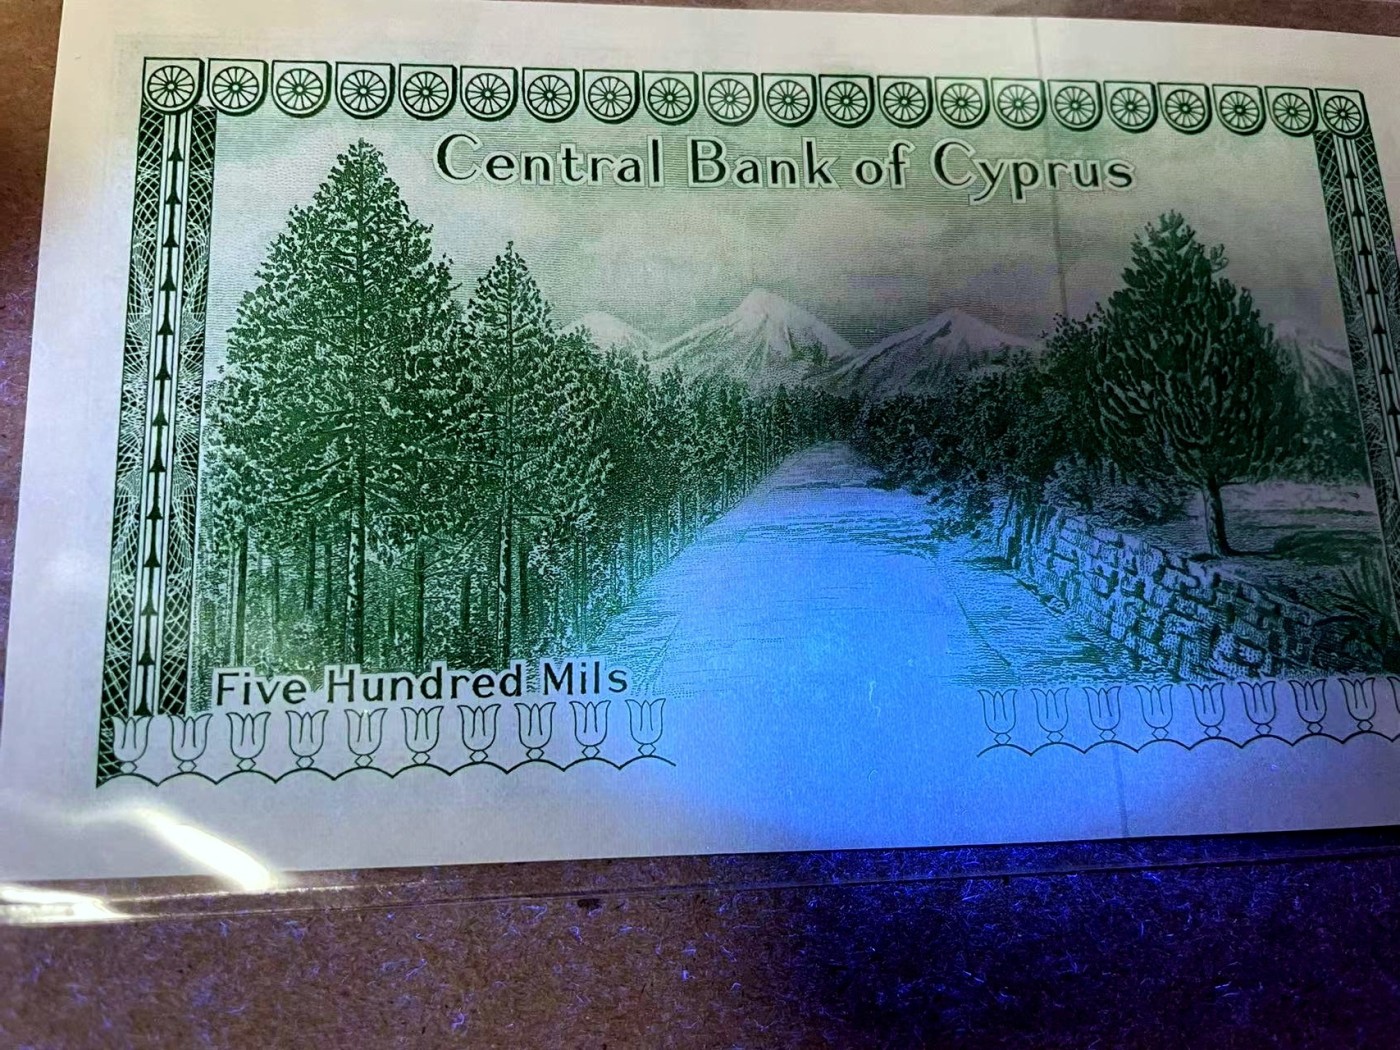 Central Bank of Cyprus
Five Hundred Mils